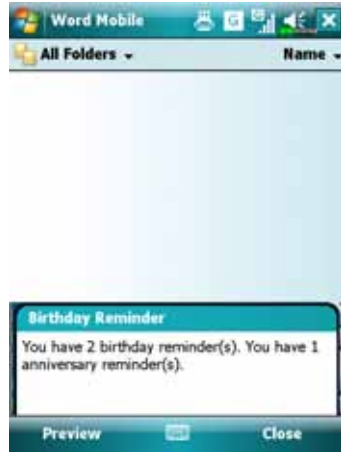 Word Mobile
G
All Folders
Name
Birthday Reminder
You have 2 birthday reminder(s). You have 1
anniversary reminder(s).
Preview
Close